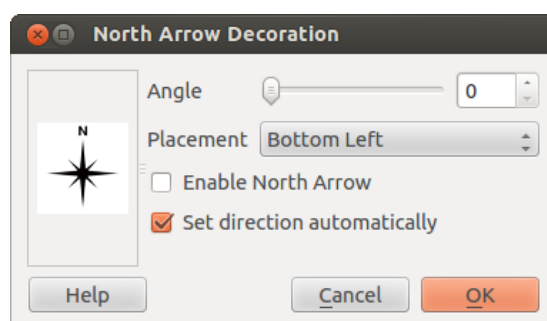 North Arrow Decoration
Angle 0
N
Placement Bottom Left
Enable North Arrow
Set direction automatically
Help Cancel OK